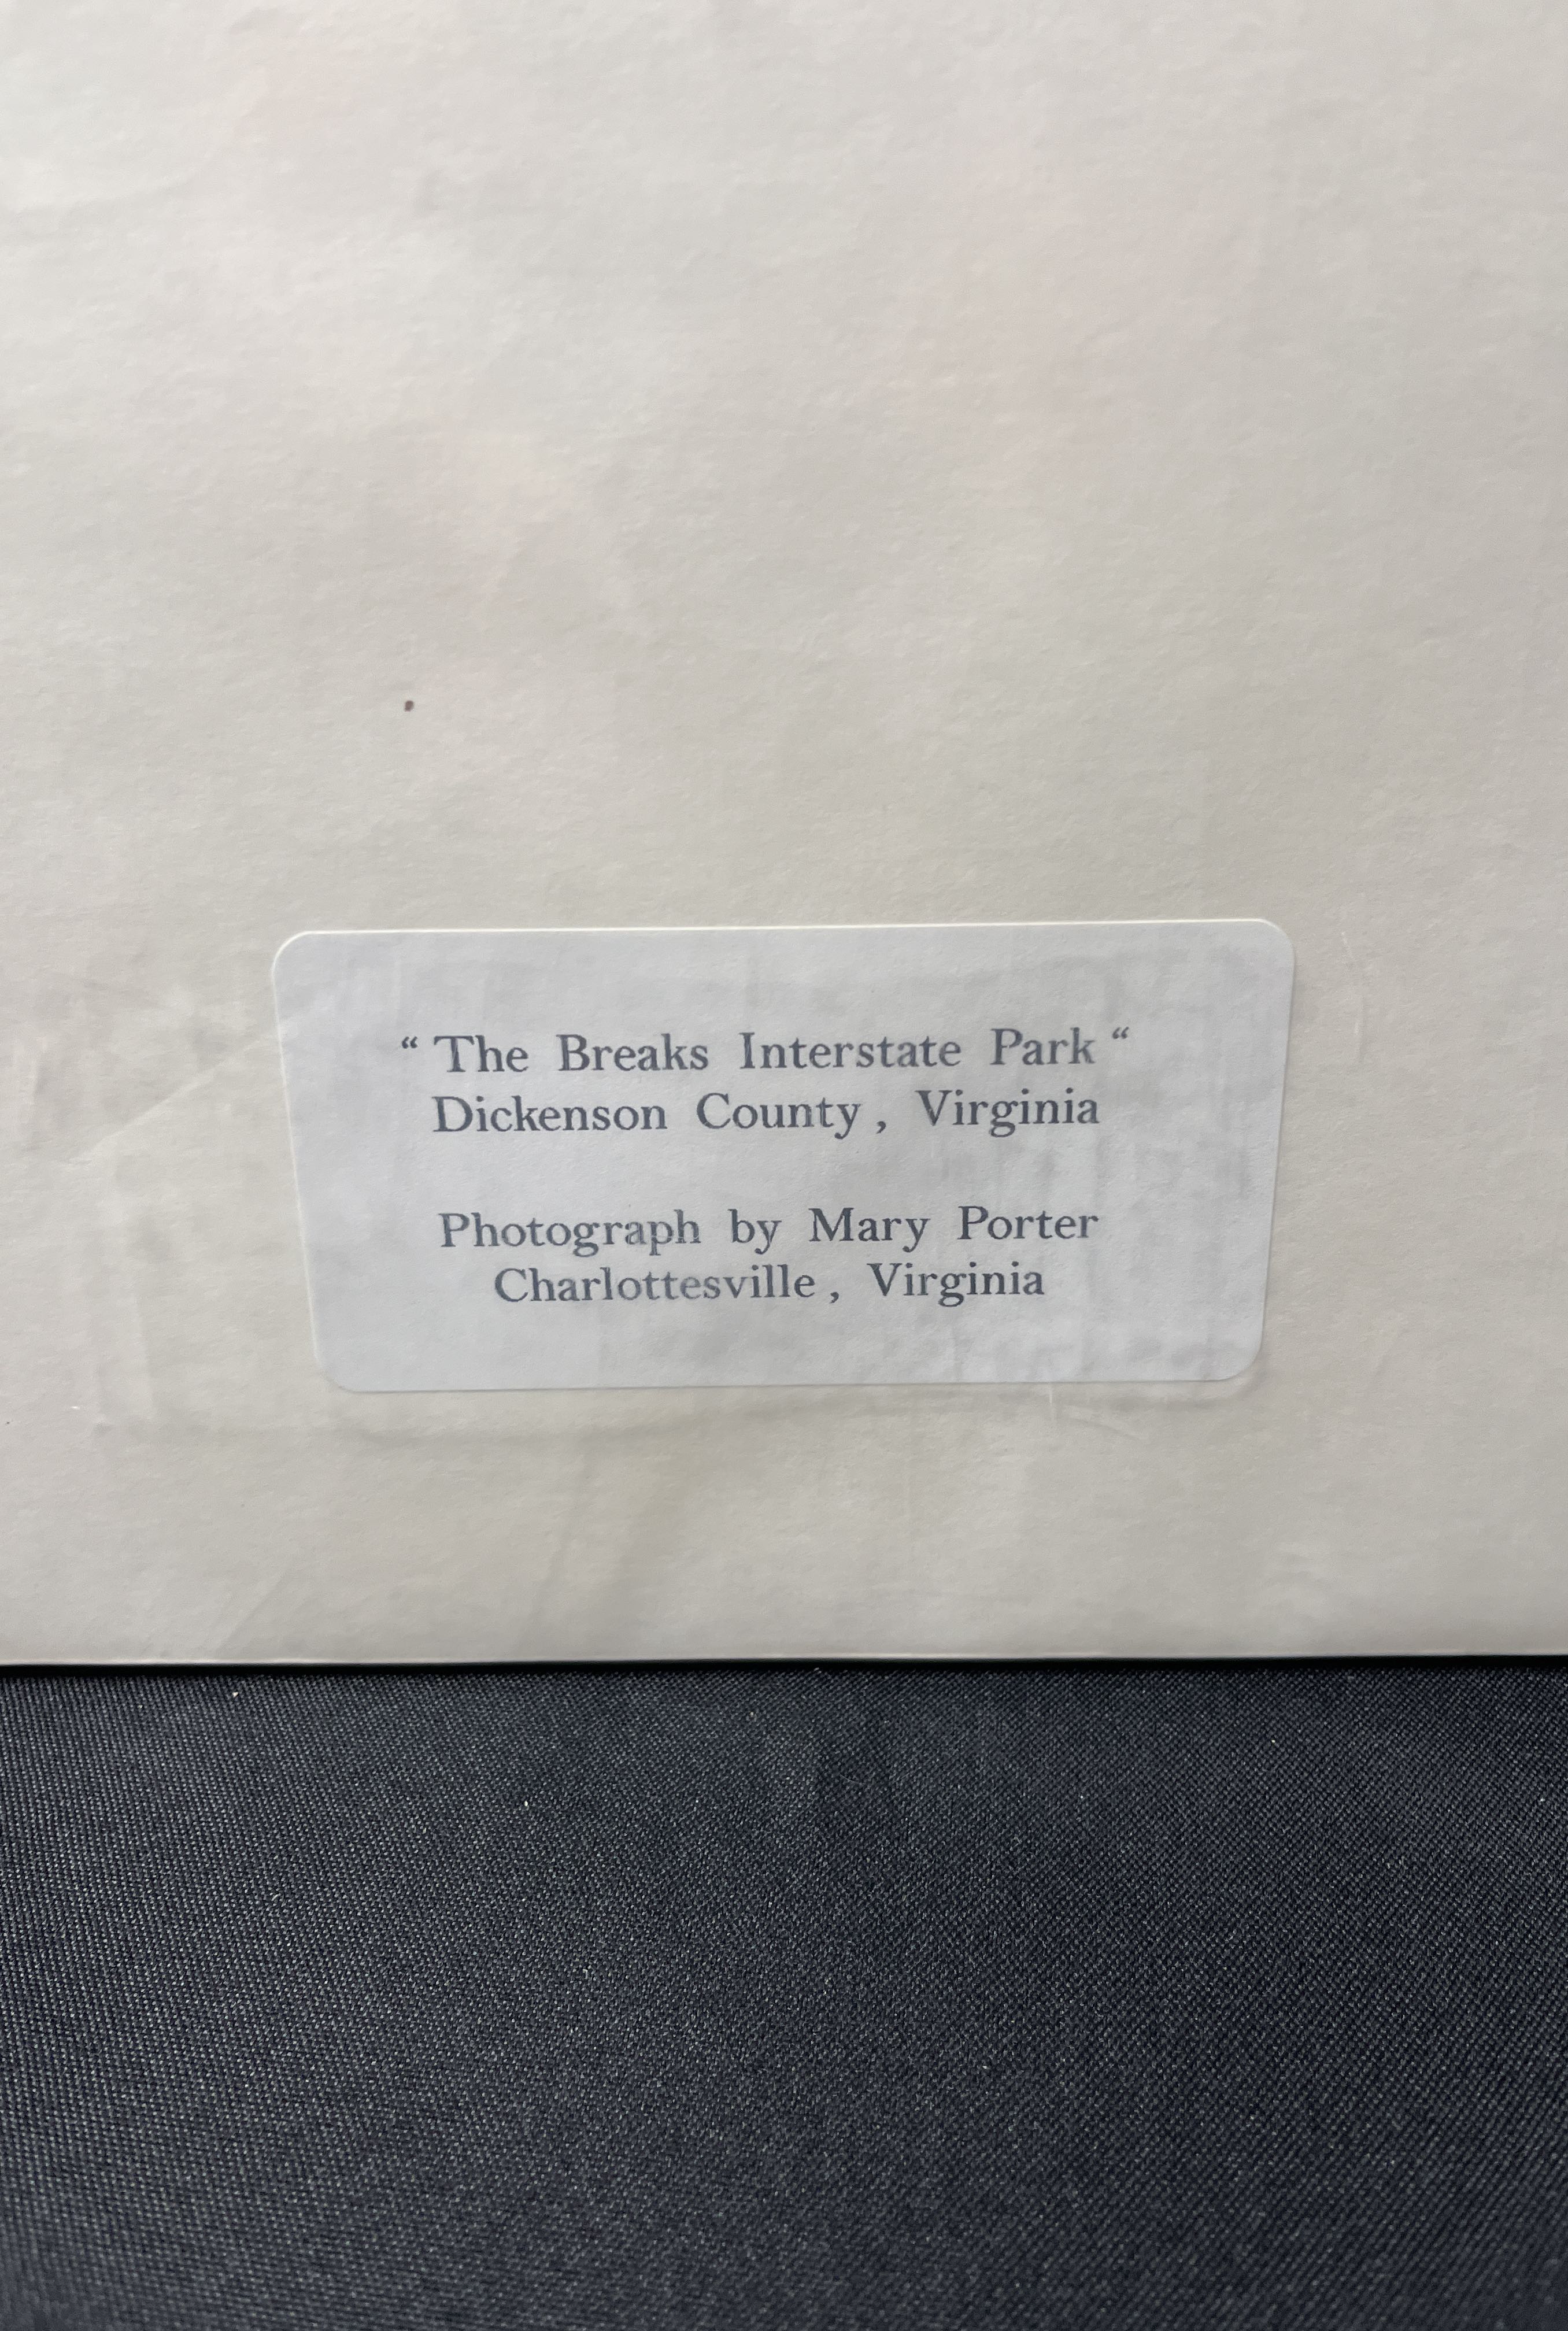 “ The Breaks Interstate Park “
Dickenson County , Virginia
Photograph by Mary Porter
Charlottesville , Virginia